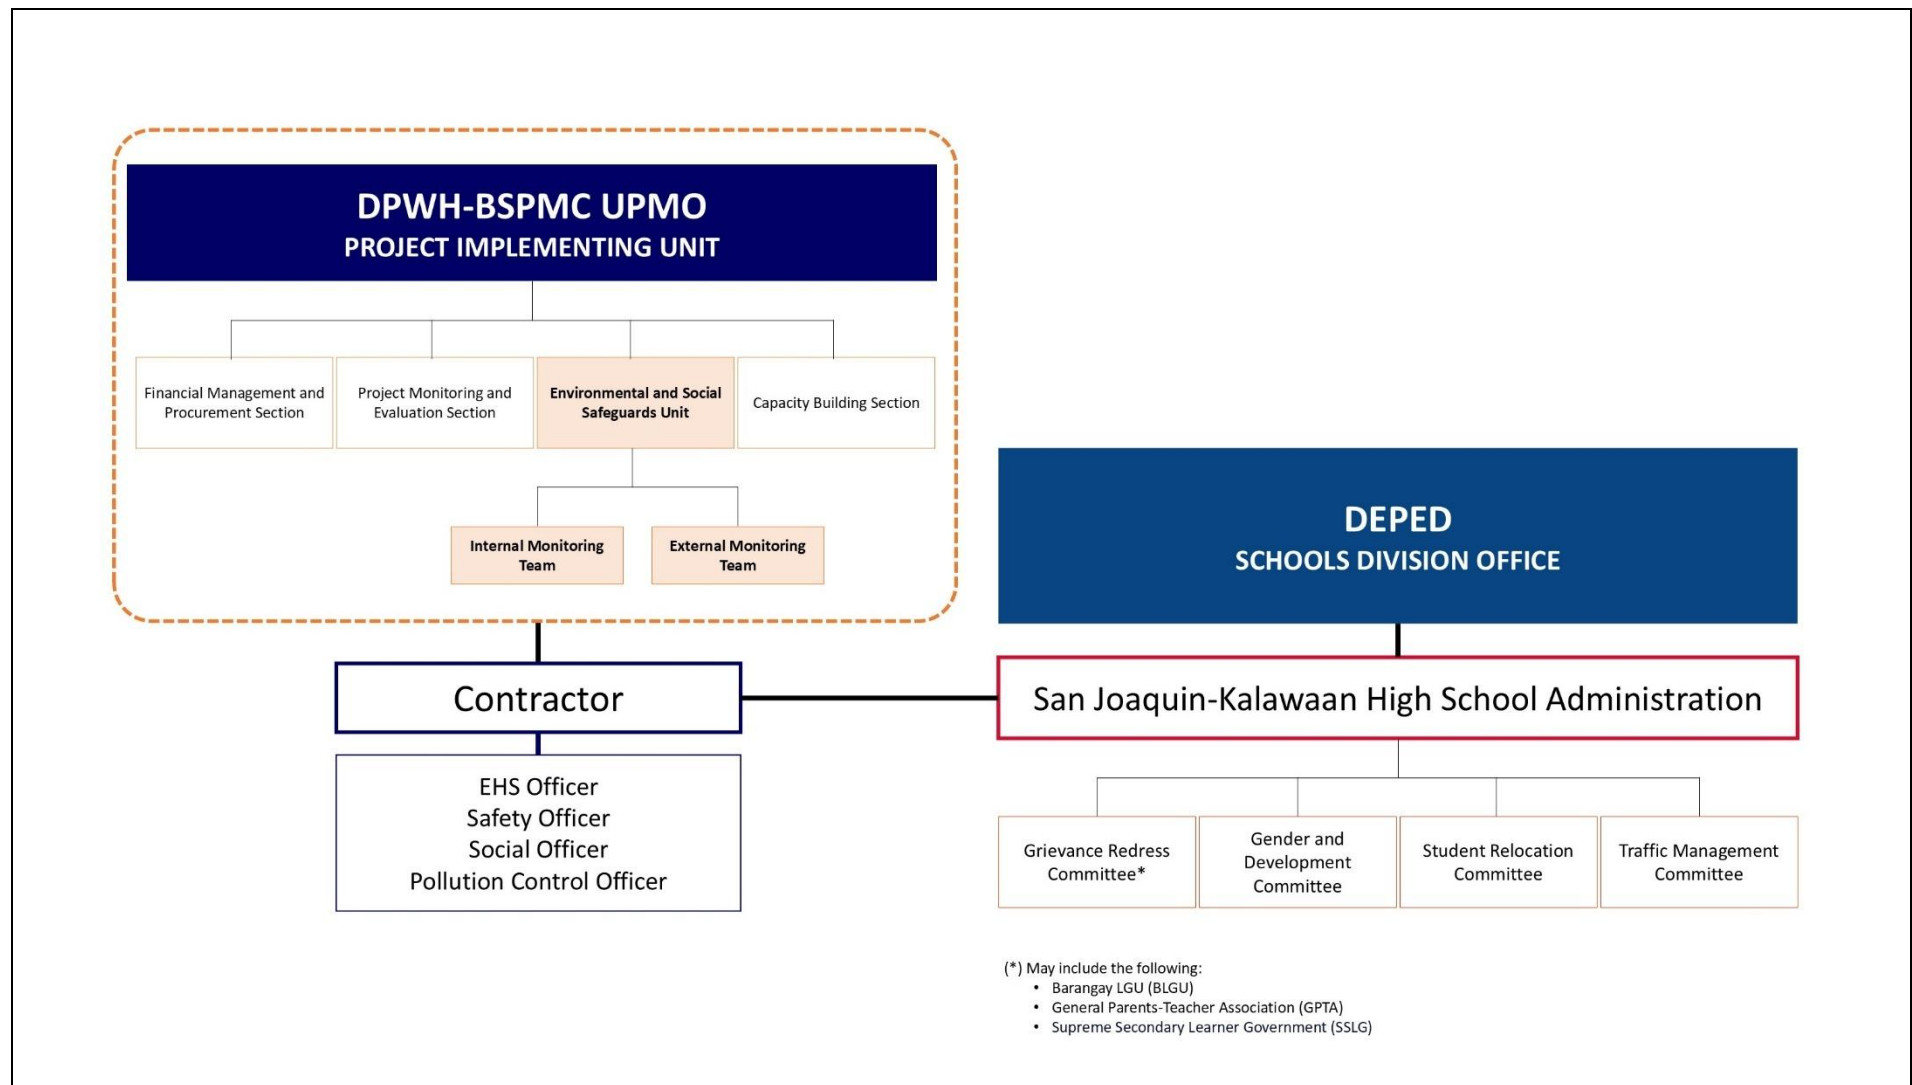 DPWH-BSPMC UPMO
PROJECT IMPLEMENTING UNIT
Financial Management and
Procurement Section
Project Monitoring and
Evaluation Section
Environmental and Social
Safeguards Unit
Capacity Building Section
Internal Monitoring
Team
External Monitoring
Team
DEPED
SCHOOLS DIVISION OFFICE
Contractor
San Joaquin-Kalawaan High School Administration
EHS Officer
Safety Officer
Social Officer
Pollution Control Officer
Grievance Redress
Committee*
Gender and
Development
Committee
Student Relocation
Committee
Traffic Management
Committee
(*) May include the following:
• Barangay LGU (BLGU)
• General Parents-Teacher Association (GPTA)
• Supreme Secondary Learner Government (SSLG)